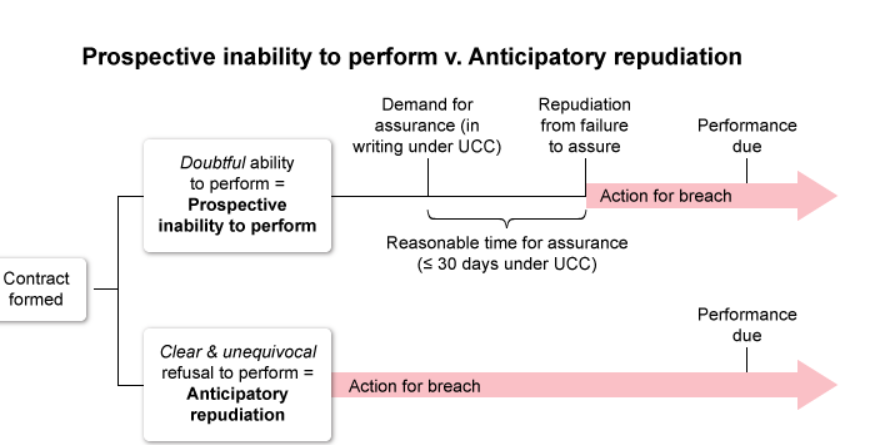 Prospective inability to perform v. Anticipatory repudiation
Demand for
assurance (in
writing under UCC)
Repudiation
from failure
to assure
Performance
due
Doubtful ability
to perform =
Prospective
inability to perform
Action for breach
Reasonable time for assurance
(≤ 30 days under UCC)
Contract
formed
Performance
due
Clear & unequivocal
refusal to perform =
Anticipatory
repudiation
Action for breach